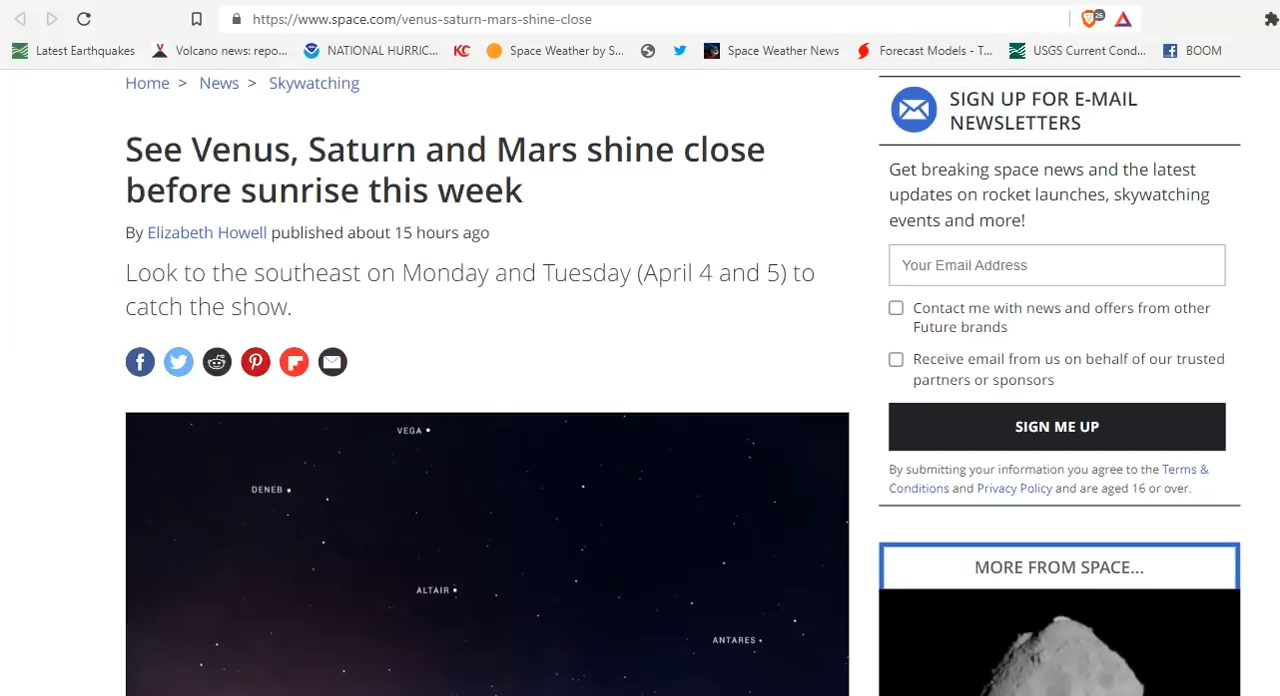 https://www.space.com/venus-saturn-mars-shine-close
26
Latest Earthquakes
Volcano news: repo...
NATIONAL HURRIC...
KC
Space Weather by S...
Space Weather News
Forecast Models - T...
USGS Current Cond...
BOOM
Home > News > Skywatching
See Venus, Saturn and Mars shine close
before sunrise this week
By Elizabeth Howell published about 15 hours ago
Look to the southeast on Monday and Tuesday (April 4 and 5) to
catch the show.
VEGA
DENEB
ALTAIR
ANTARES
SIGN UP FOR E-MAIL
NEWSLETTERS
Get breaking space news and the latest
updates on rocket launches, skywatching
events and more!
Your Email Address
Contact me with news and offers from other
Future brands
Receive email from us on behalf of our trusted
partners or sponsors
SIGN ME UP
By submitting your information you agree to the Terms &
Conditions and Privacy Policy and are aged 16 or over.
MORE FROM SPACE...